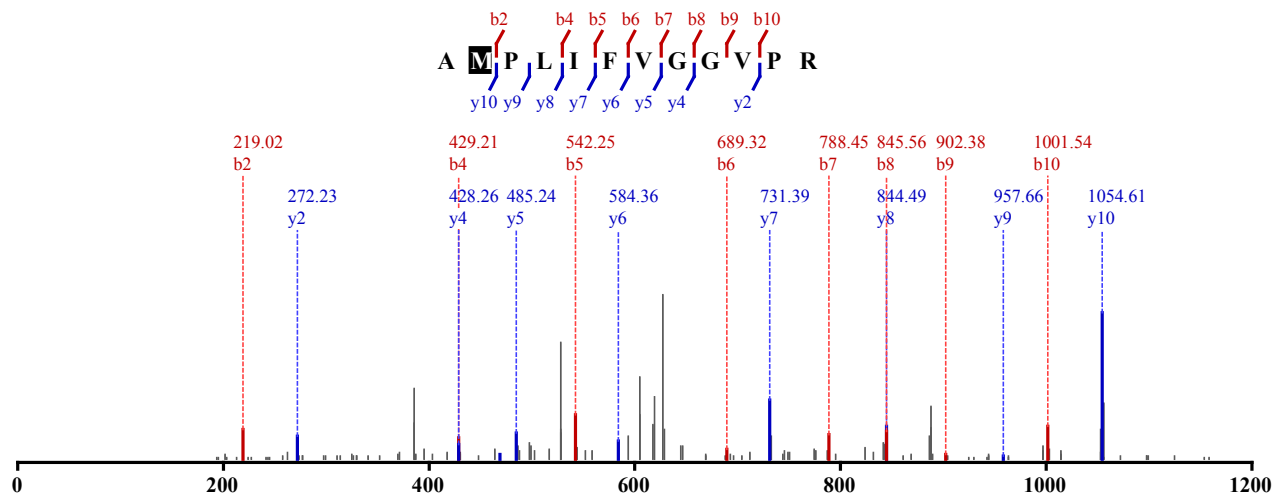 b2 b4 b5 b6 b7 b8 b9 b10
A M P L I F V G G V P R
y10 y9 y8 y7 y6 y5 y4 y2
219.02 429.21 542.25 689.32 788.45 845.56 902.38 1001.54
b2 b4 b5 b6 b7 b8 b9 b10
272.23 428.26 485.24 584.36 731.39 844.49 957.66 1054.61
y2 y4 y5 y6 y7 y8 y9 y10
0 200 400 600 800 1000 1200